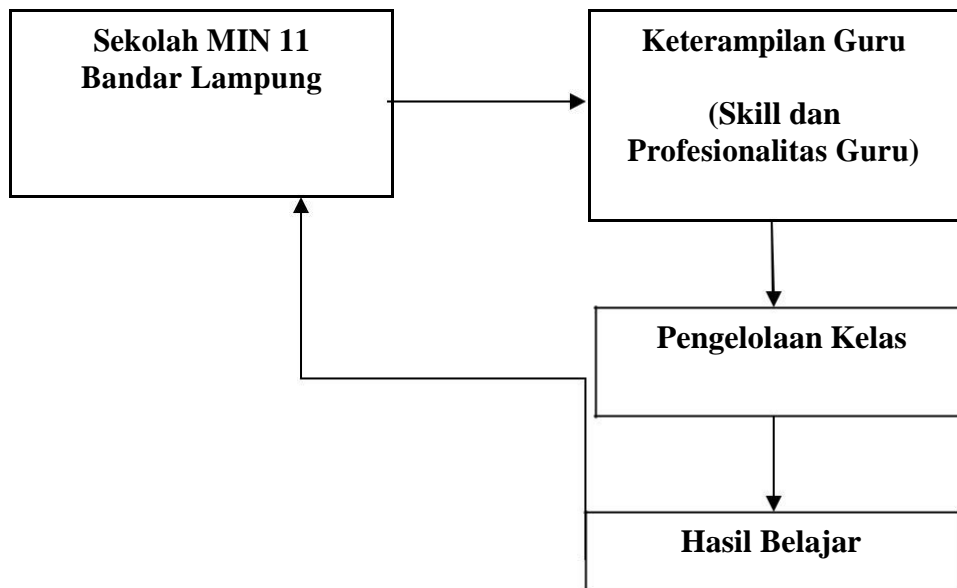 Sekolah MIN 11
Bandar Lampung
Keterampilan Guru
(Skill dan
Profesionalitas Guru)
Pengelolaan Kelas
Hasil Belajar